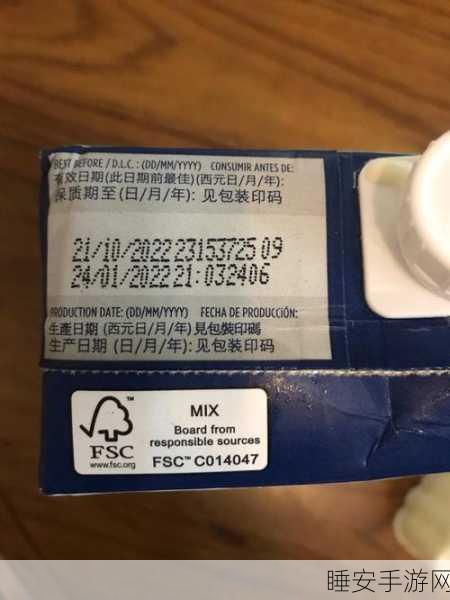 BEST BEFORE / D.L.C. : (DD/MM/YYYY) CONSUMIR ANTES DE:
有效日期(此日期前最佳)(西元日/月/年):
保质期至(日/月/年): 见包装印码
21/10/2022 23153725 09
24/01/2022 21:032406
PRODUCTION DATE: (DD/MM/YYYY) FECHA DE PRODUCCIÓN:
生產日期 (西元日/月/年) 見包裝印碼
生产日期 (日/月/年): 见包装印码
FSC
www.fsc.org
MIX
Board from
responsible sources
FSC™ C014047
睡安手游网